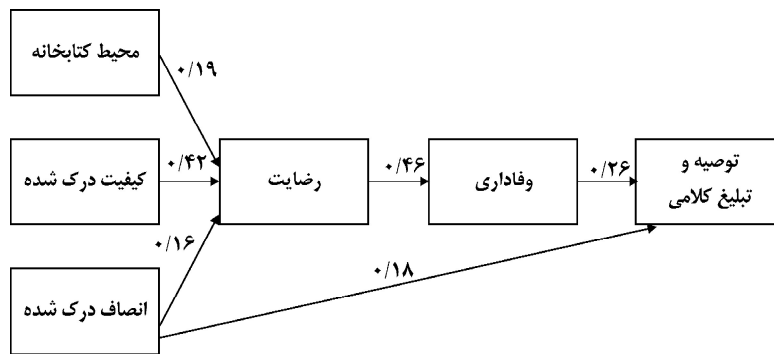 محیط کتابخانه
۰/۱۹
کیفیت درک شده
۰/۴۲
رضایت
۰/۴۶
وفاداری
۰/۲۶
توصیه و
تبلیغ کلامی
۰/۱۶
۰/۱۸
انصاف درک شده